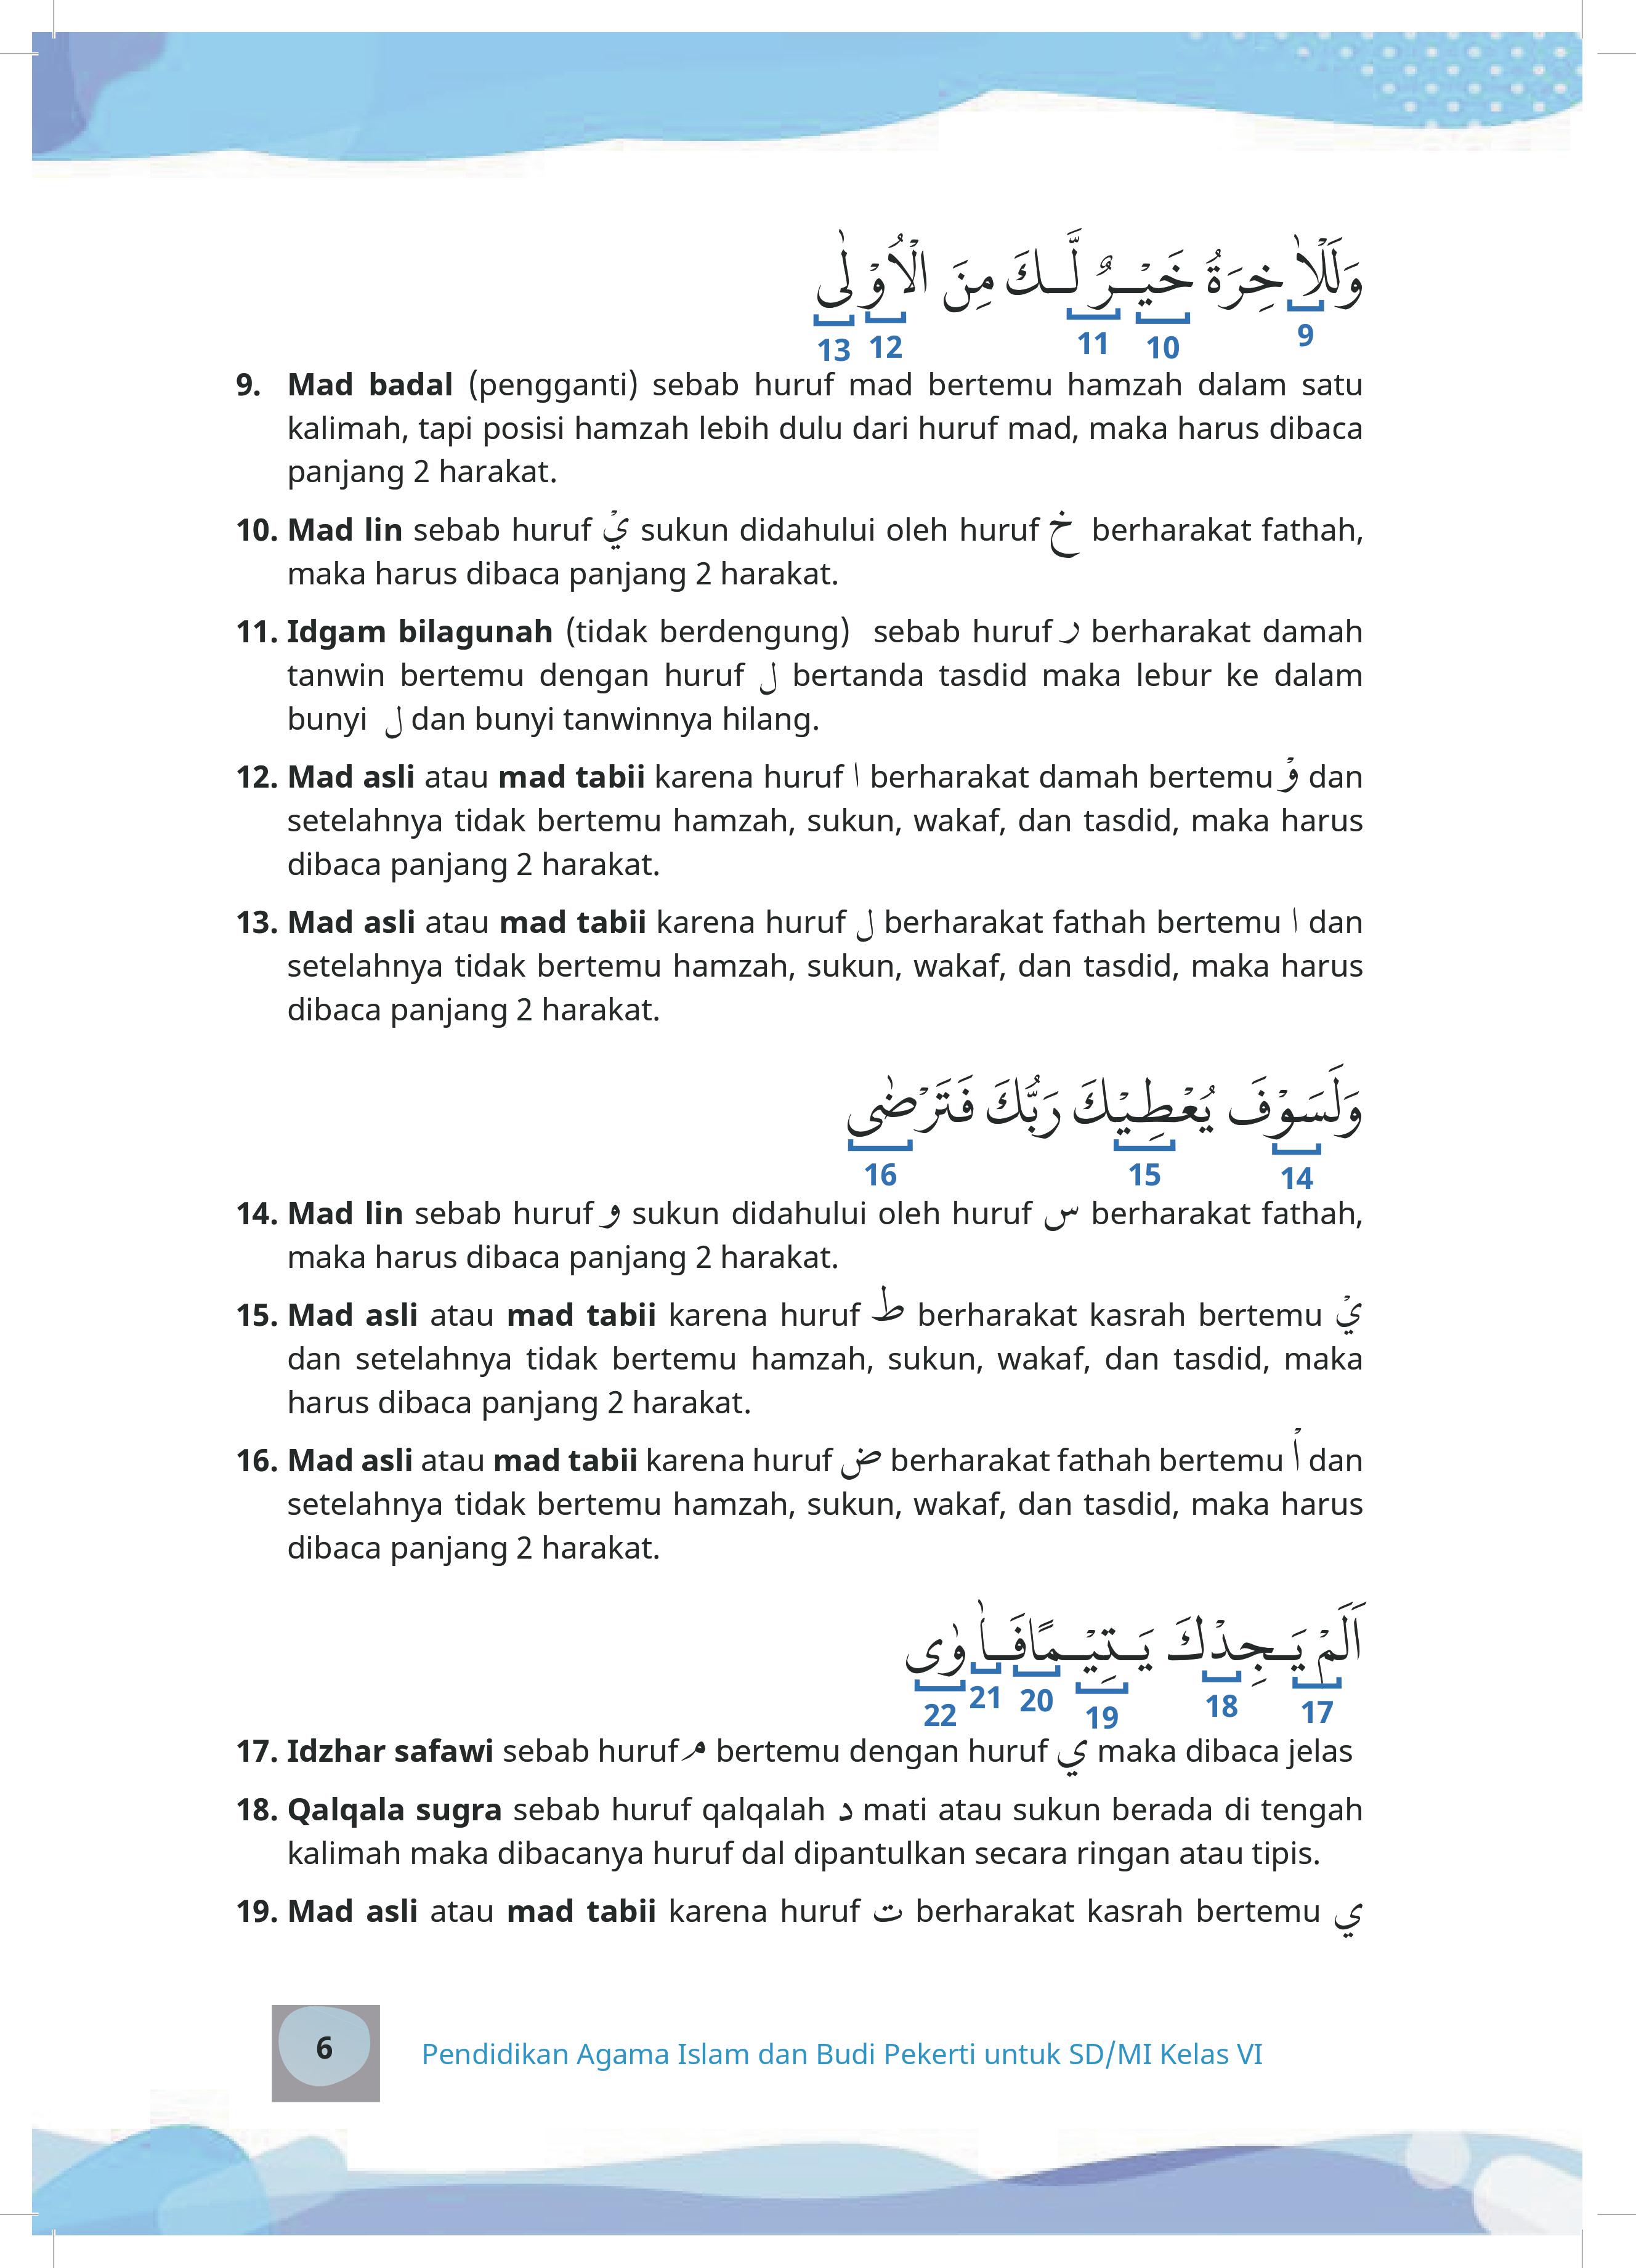 وَلَلْاٰخِرَةُ خَيْـرٌ لَّـكَ مِنَ الْاُوْلٰى
13 12 11 10 9
9. Mad badal (pengganti) sebab huruf mad bertemu hamzah dalam satu
kalimah, tapi posisi hamzah lebih dulu dari huruf mad, maka harus dibaca
panjang 2 harakat.
10. Mad lin sebab huruf يْ sukun didahului oleh huruf خ berharakat fathah,
maka harus dibaca panjang 2 harakat.
11. Idgam bilagunah (tidak berdengung) sebab huruf ر berharakat damah
tanwin bertemu dengan huruf ل bertanda tasdid maka lebur ke dalam
bunyi ل dan bunyi tanwinnya hilang.
12. Mad asli atau mad tabii karena huruf ا berharakat damah bertemu وْ dan
setelahnya tidak bertemu hamzah, sukun, wakaf, dan tasdid, maka harus
dibaca panjang 2 harakat.
13. Mad asli atau mad tabii karena huruf ل berharakat fathah bertemu ا dan
setelahnya tidak bertemu hamzah, sukun, wakaf, dan tasdid, maka harus
dibaca panjang 2 harakat.
وَلَسَوْفَ يُعْطِيْكَ رَبُّكَ فَتَرْضٰى
16 15 14
14. Mad lin sebab huruf و sukun didahului oleh huruf س berharakat fathah,
maka harus dibaca panjang 2 harakat.
15. Mad asli atau mad tabii karena huruf ط berharakat kasrah bertemu يْ
dan setelahnya tidak bertemu hamzah, sukun, wakaf, dan tasdid, maka
harus dibaca panjang 2 harakat.
16. Mad asli atau mad tabii karena huruf ض berharakat fathah bertemu اْ dan
setelahnya tidak bertemu hamzah, sukun, wakaf, dan tasdid, maka harus
dibaca panjang 2 harakat.
اَلَمْ يَـجِدْكَ يَـتِيْـمًافَـاٰوٰى
22 21 20 19 18 17
17. Idzhar safawi sebab huruf م bertemu dengan huruf ي maka dibaca jelas
18. Qalqala sugra sebab huruf qalqalah د mati atau sukun berada di tengah
kalimah maka dibacanya huruf dal dipantulkan secara ringan atau tipis.
19. Mad asli atau mad tabii karena huruf ت berharakat kasrah bertemu ي
6 Pendidikan Agama Islam dan Budi Pekerti untuk SD/MI Kelas VI